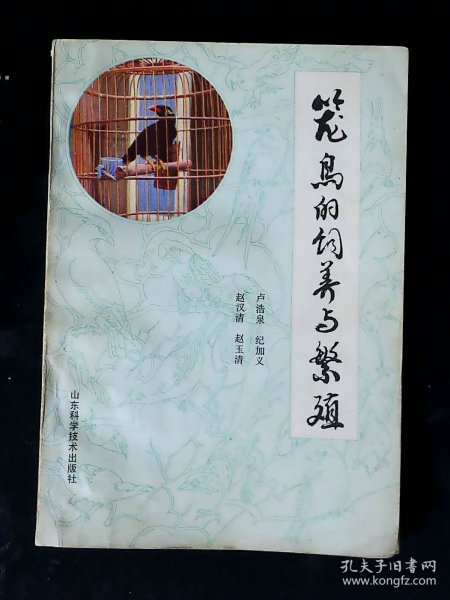 笼鸟的饲养与繁殖
卢浩泉 纪加义
赵汉清 赵玉清
山东科学技术出版社
孔夫子旧书网
www.kongfz.com